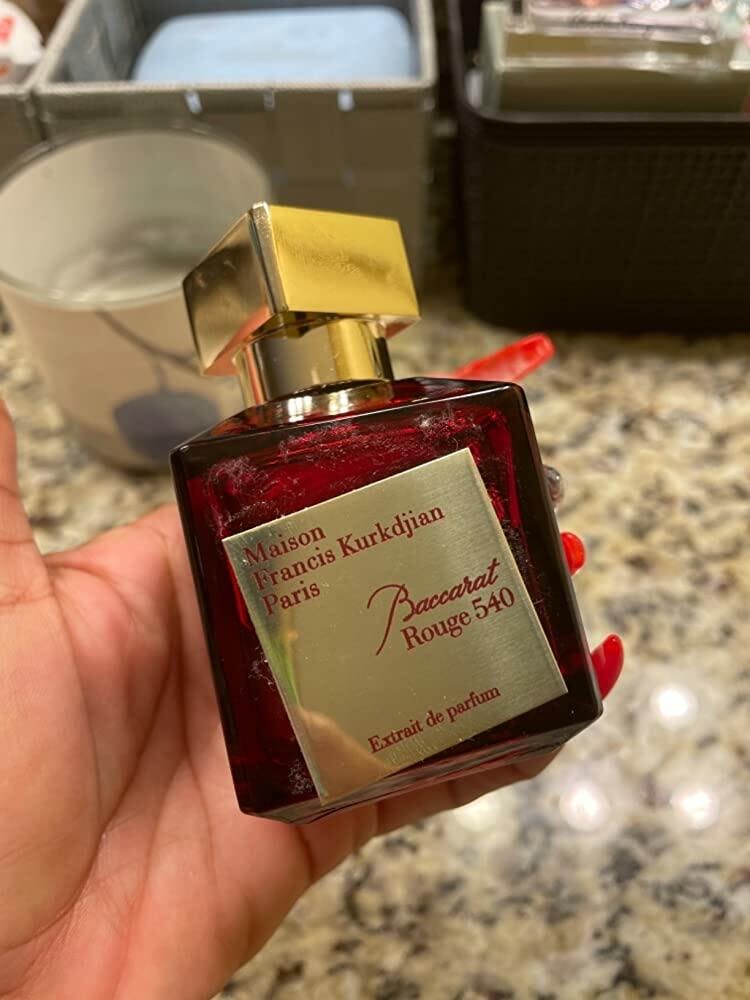 Maison
Francis Kurkdjian
Paris
Baccarat
Rouge 540
Extrait de parfum